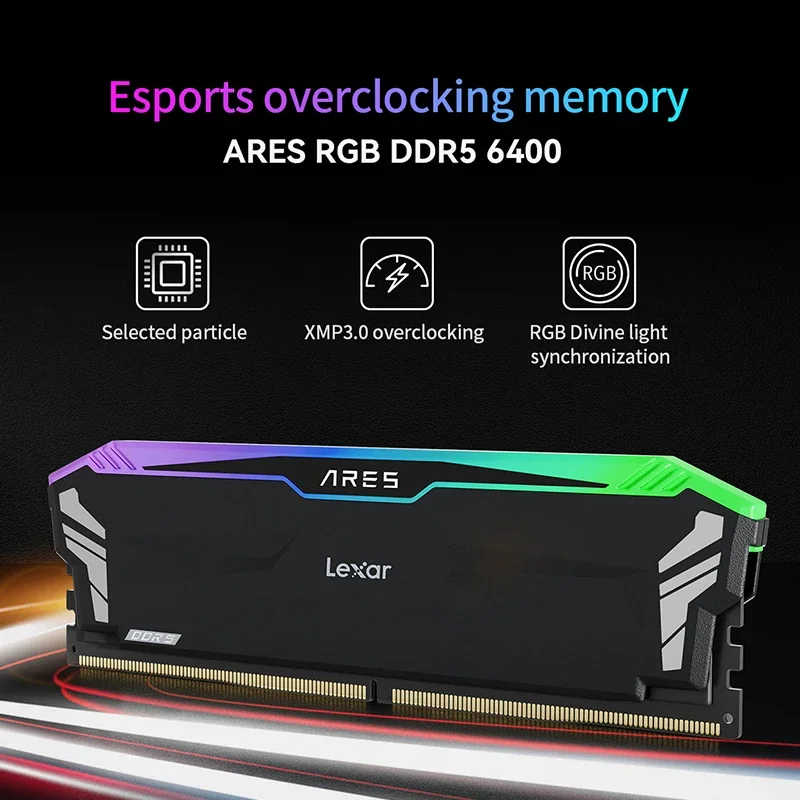 Esports overclocking memory
ARES RGB DDR5 6400
RGB
Selected particle
XMP3.0 overclocking
RGB Divine light
synchronization
ARES
Lexar
DDR5